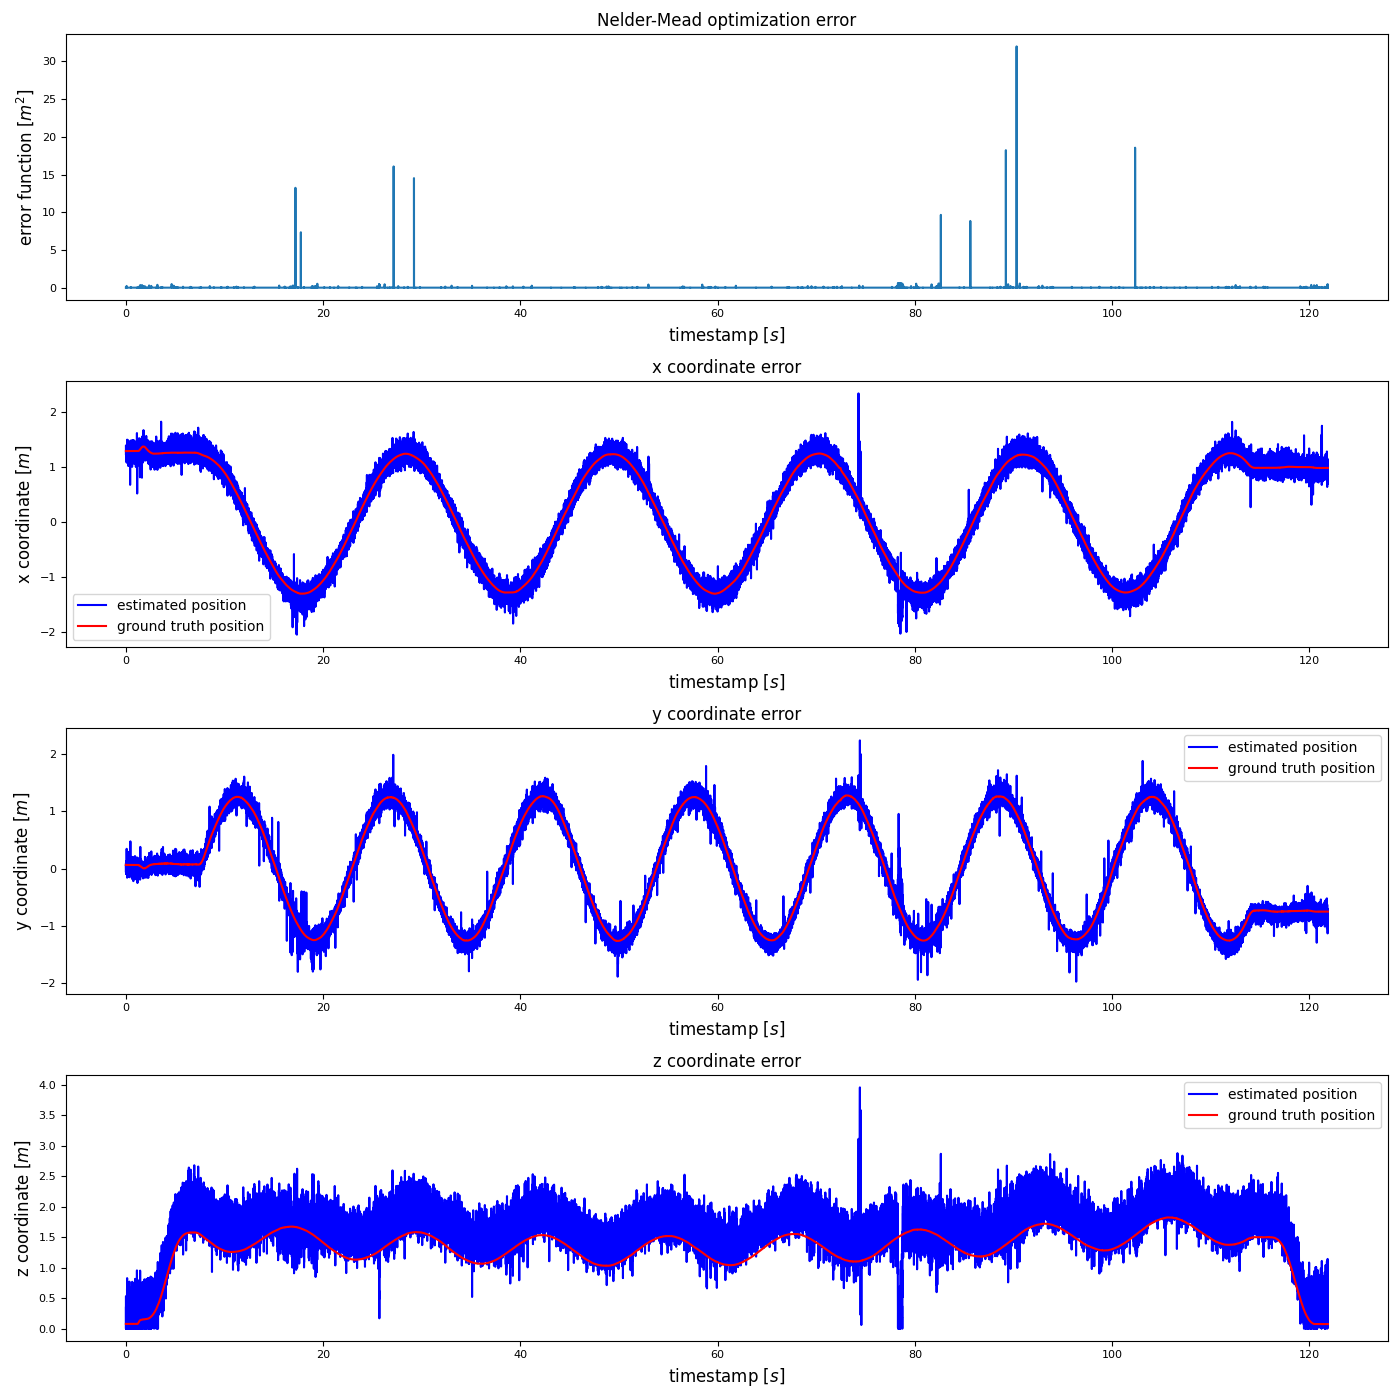 Nelder-Mead optimization error
30
25
20
15
10
5
0
error function [m²]
0 20 40 60 80 100 120
timestamp [s]
x coordinate error
2
1
0
−1
−2
x coordinate [m]
estimated position
ground truth position
0 20 40 60 80 100 120
timestamp [s]
y coordinate error
2
1
0
−1
−2
y coordinate [m]
estimated position
ground truth position
0 20 40 60 80 100 120
timestamp [s]
z coordinate error
4.0
3.5
3.0
2.5
2.0
1.5
1.0
0.5
0.0
z coordinate [m]
estimated position
ground truth position
0 20 40 60 80 100 120
timestamp [s]